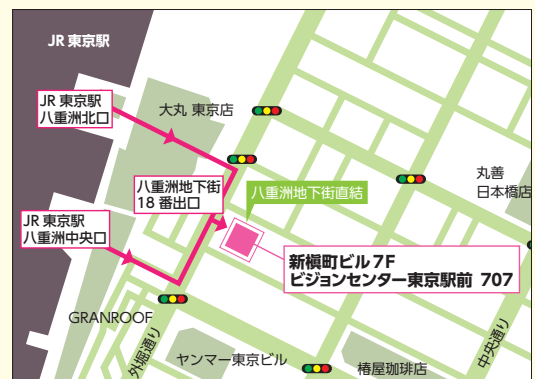 JR 東京駅
JR 東京駅
八重洲北口
大丸 東京店
八重洲地下街
18 番出口
八重洲地下街直結
丸善
日本橋店
JR 東京駅
八重洲中央口
新槇町ビル 7F
ビジョンセンター東京駅前 707
GRANROOF
外堀通り
ヤンマー東京ビル
椿屋珈琲店
中央通り